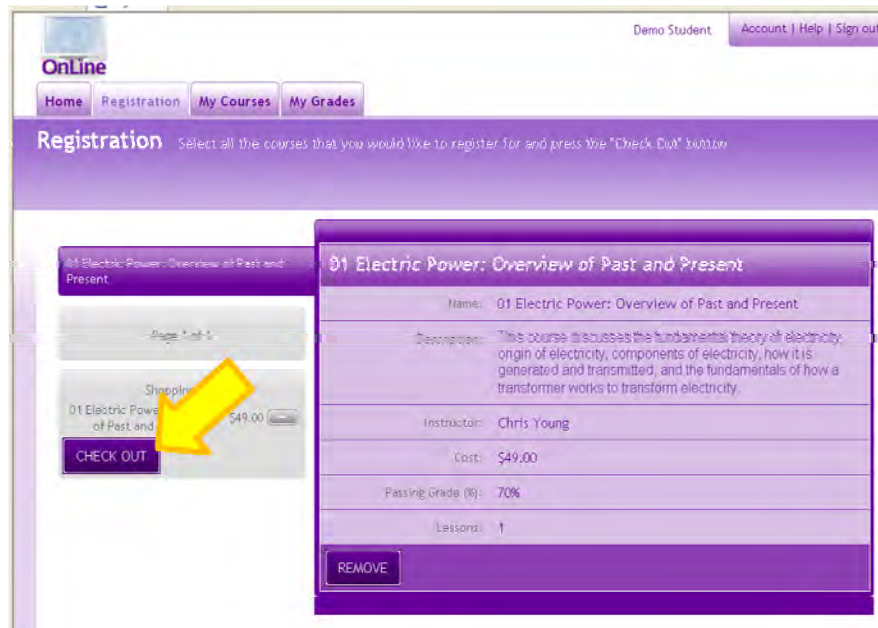 Demo Student
Account | Help | Sign out
OnLine
Home
Registration
My Courses
My Grades
Registration Select all the courses that you would like to register for and press the "Check Out" button
01 Electric Power: Overview of Past and
Present
Page 1 of 1
Shopping
01 Electric Powe
of Past and
$49.00
CHECK OUT
01 Electric Power: Overview of Past and Present
Name: 01 Electric Power: Overview of Past and Present
Description: This course discusses the fundamental theory of electricity,
origin of electricity, components of electricity, how it is
generated and transmitted, and the fundamentals of how a
transformer works to transform electricity.
Instructor: Chris Young
Cost: $49.00
Passing Grade (%): 70%
Lessons: 1
REMOVE